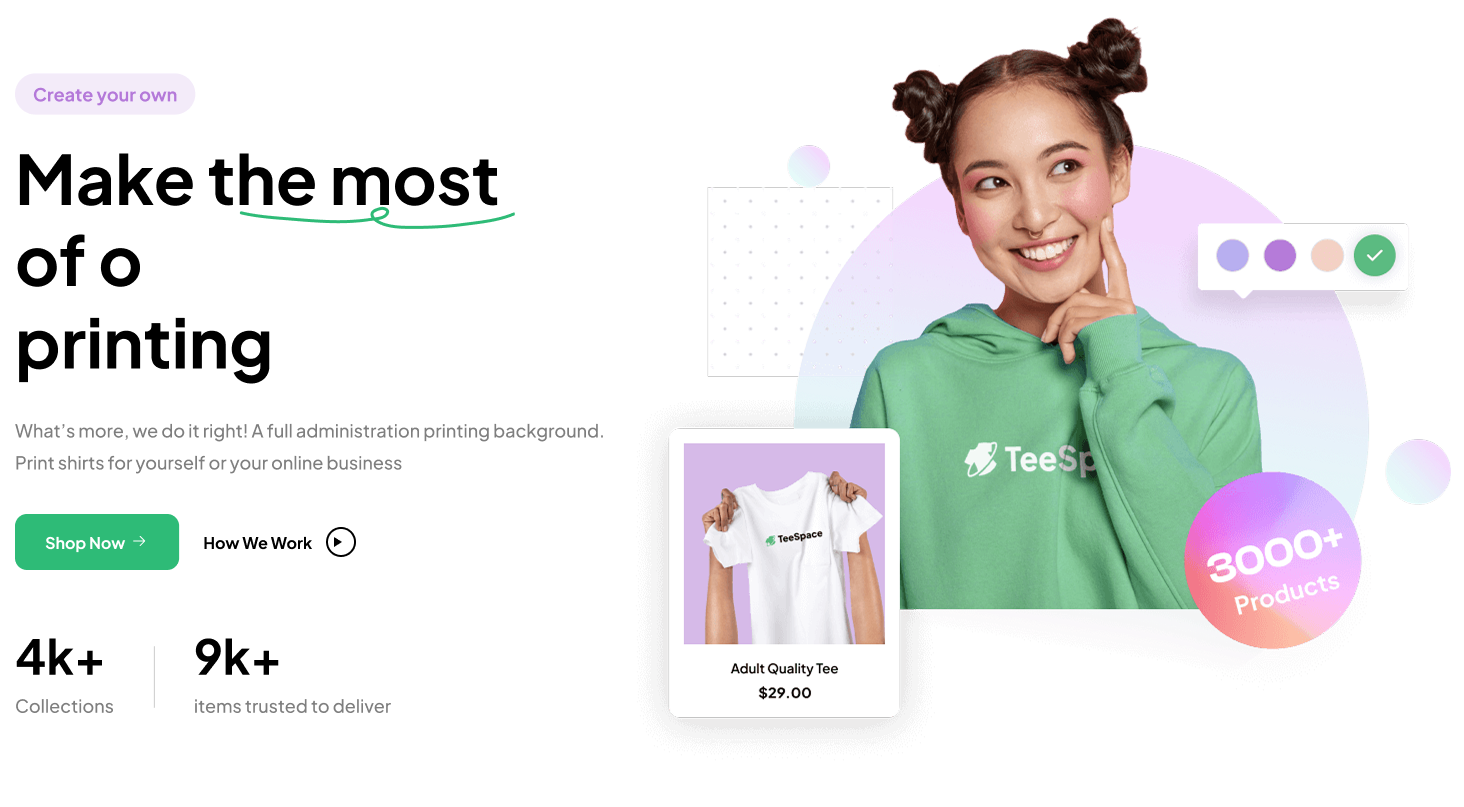 Create your own
Make the most
of o
printing
What's more, we do it right! A full administration printing background.
Print shirts for yourself or your online business
Shop Now →
How We Work
4k+
Collections
9k+
items trusted to deliver
TeeSp
TeeSpace
Adult Quality Tee
$29.00
3000+
Products